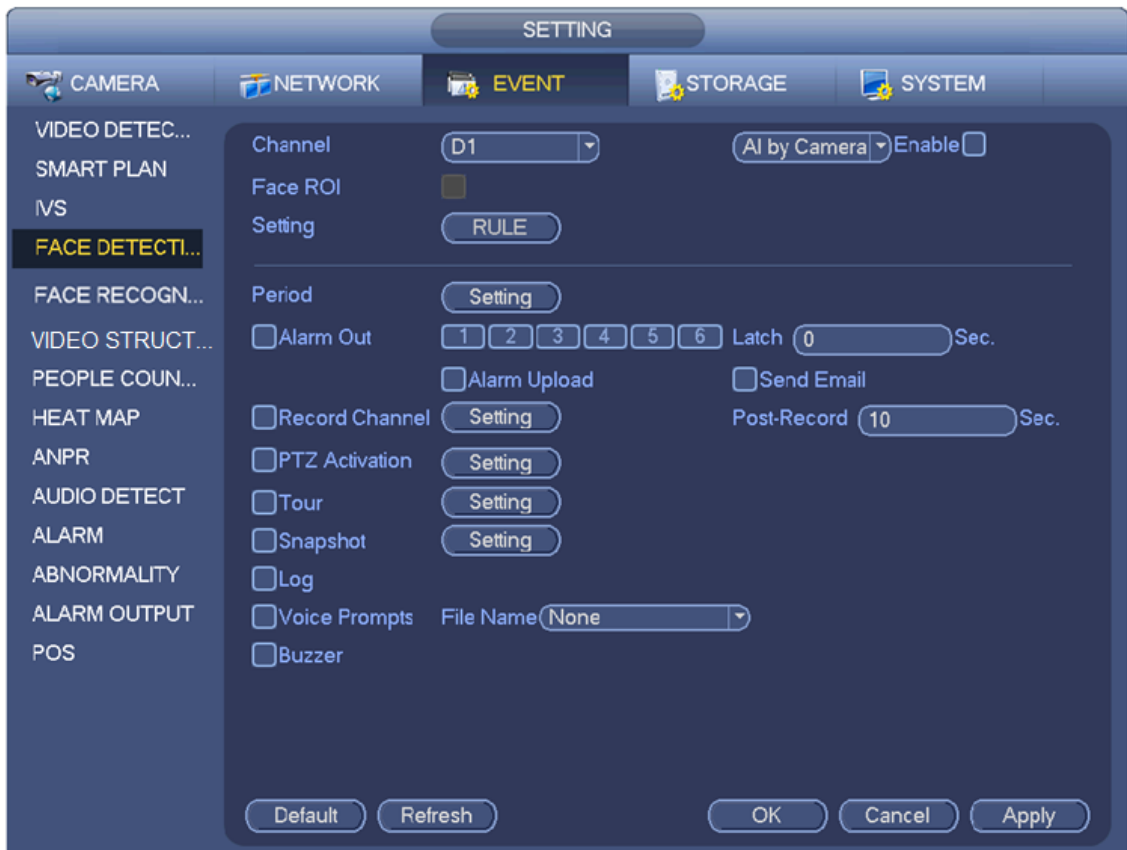 SETTING
CAMERA NETWORK EVENT STORAGE SYSTEM
VIDEO DETEC...
SMART PLAN
IVS
FACE DETECTI...
FACE RECOGN...
VIDEO STRUCT...
PEOPLE COUN...
HEAT MAP
ANPR
AUDIO DETECT
ALARM
ABNORMALITY
ALARM OUTPUT
POS
Channel D1 AI by Camera Enable
Face ROI
Setting RULE
Period Setting
Alarm Out 1 2 3 4 5 6 Latch 0 Sec.
Alarm Upload Send Email
Record Channel Setting Post-Record 10 Sec.
PTZ Activation Setting
Tour Setting
Snapshot Setting
Log
Voice Prompts File Name None
Buzzer
Default Refresh OK Cancel Apply